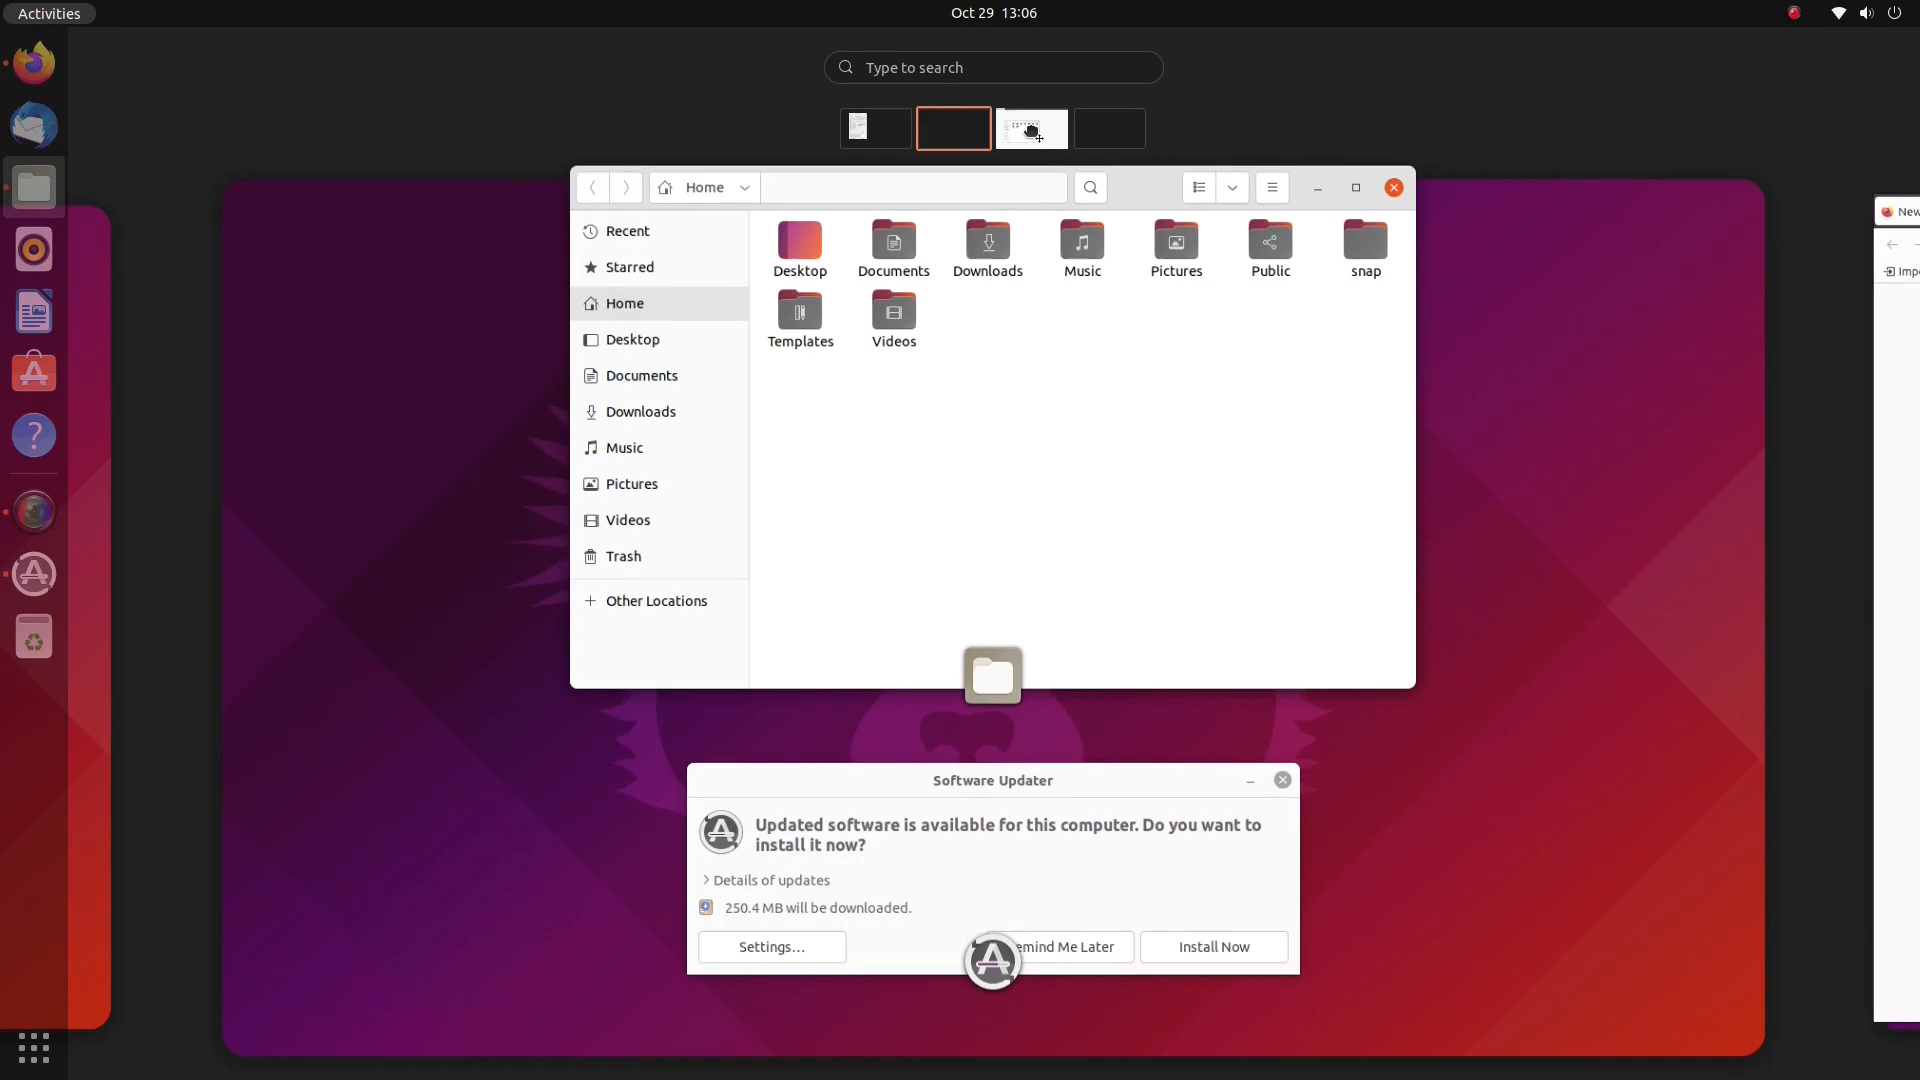 Activities
Oct 29 13:06
Type to search
Home
Recent
Starred
Home
Desktop
Documents
Downloads
Music
Pictures
Videos
Trash
Other Locations
Desktop
Documents
Downloads
Music
Pictures
Public
snap
Templates
Videos
New
Impo
Software Updater
Updated software is available for this computer. Do you want to
install it now?
Details of updates
250.4 MB will be downloaded.
Settings…
emind Me Later
Install Now